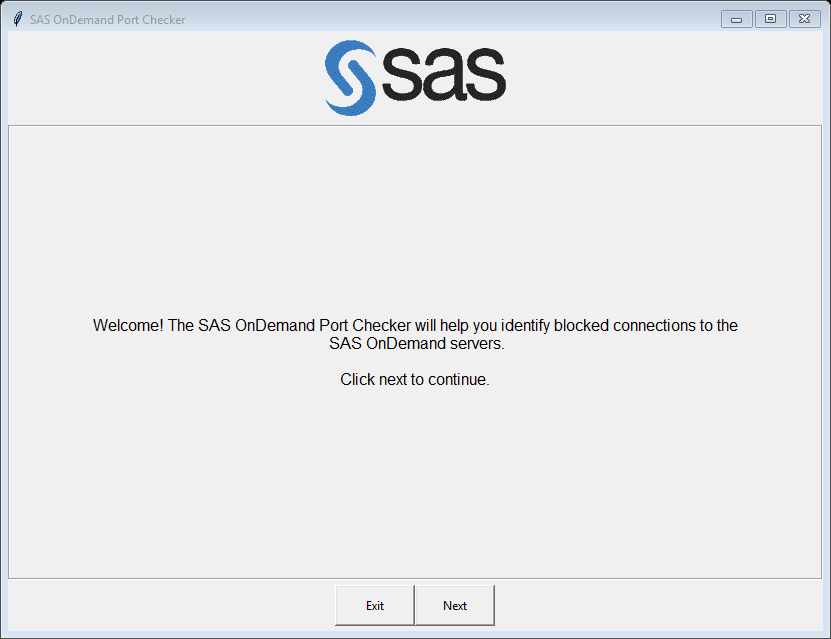 SAS OnDemand Port Checker
sas
Welcome! The SAS OnDemand Port Checker will help you identify blocked connections to the
SAS OnDemand servers.
Click next to continue.
Exit
Next